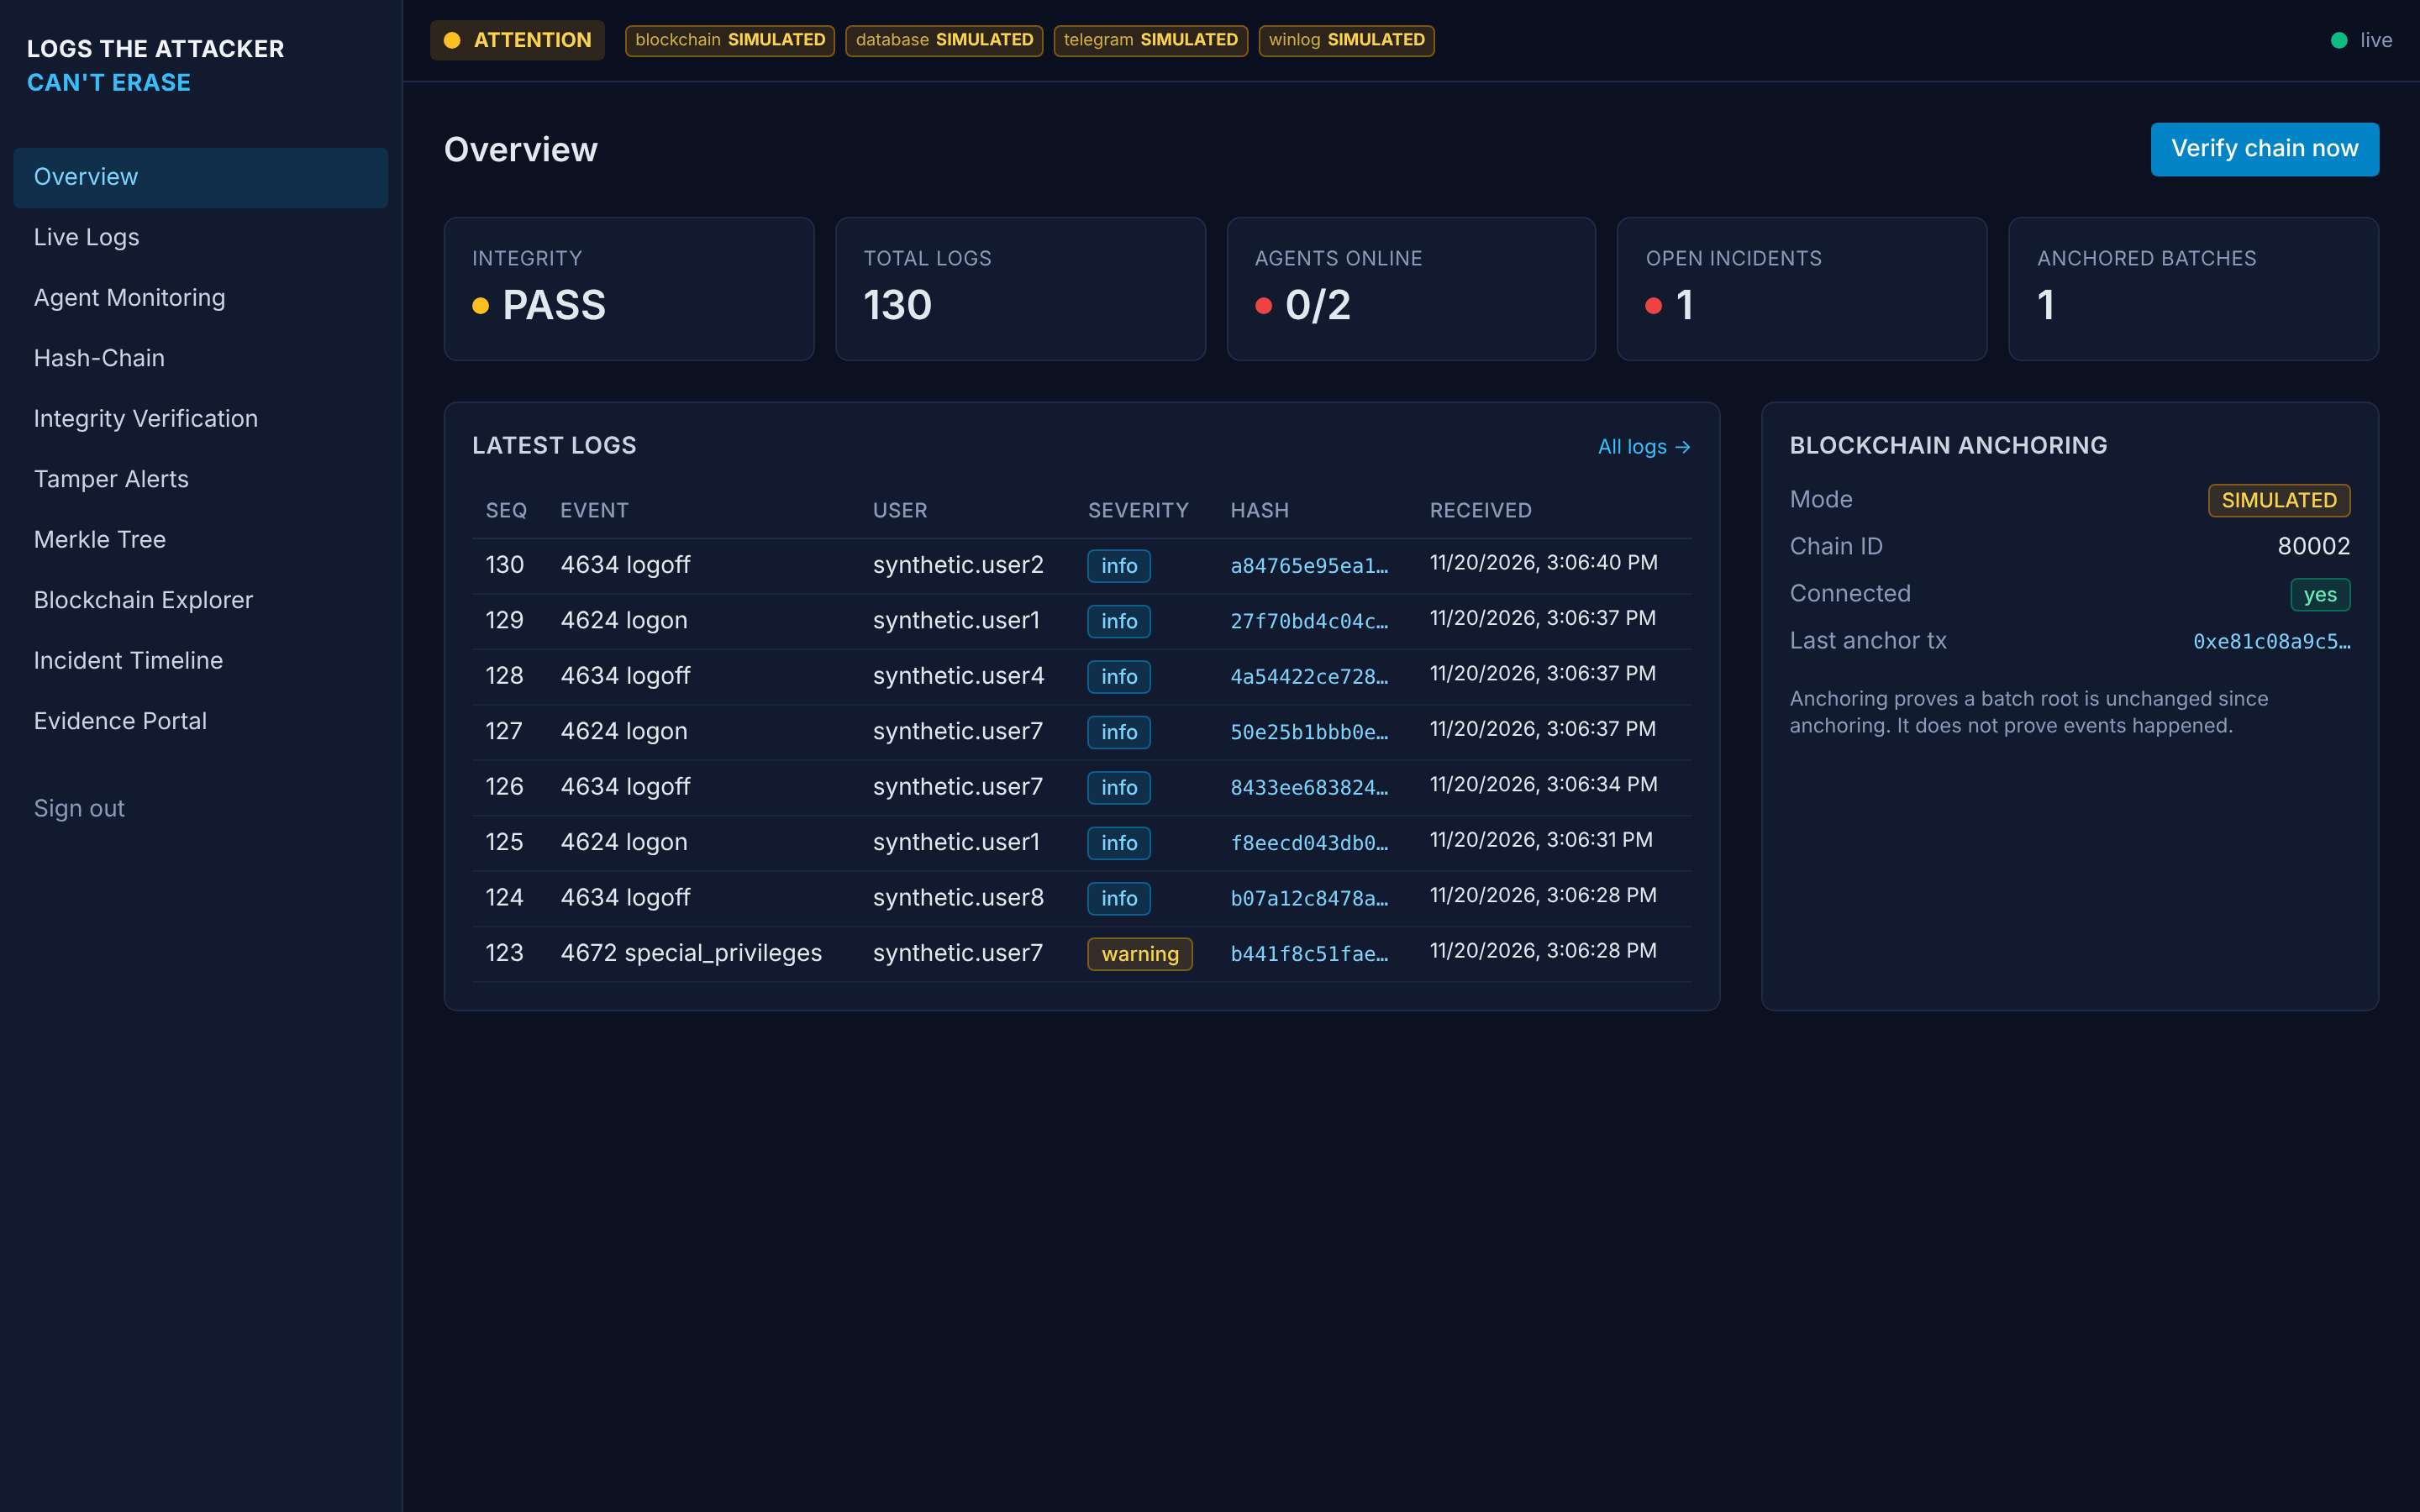 LOGS THE ATTACKER
CAN'T ERASE
Overview
Live Logs
Agent Monitoring
Hash-Chain
Integrity Verification
Tamper Alerts
Merkle Tree
Blockchain Explorer
Incident Timeline
Evidence Portal
Sign out
ATTENTION blockchain SIMULATED database SIMULATED telegram SIMULATED winlog SIMULATED live
Overview Verify chain now
INTEGRITY
PASS
TOTAL LOGS
130
AGENTS ONLINE
0/2
OPEN INCIDENTS
1
ANCHORED BATCHES
1
LATEST LOGS All logs →
SEQ EVENT USER SEVERITY HASH RECEIVED
130 4634 logoff synthetic.user2 info a84765e95ea1… 11/20/2026, 3:06:40 PM
129 4624 logon synthetic.user1 info 27f70bd4c04c… 11/20/2026, 3:06:37 PM
128 4634 logoff synthetic.user4 info 4a54422ce728… 11/20/2026, 3:06:37 PM
127 4624 logon synthetic.user7 info 50e25b1bbb0e… 11/20/2026, 3:06:37 PM
126 4634 logoff synthetic.user7 info 8433ee683824… 11/20/2026, 3:06:34 PM
125 4624 logon synthetic.user1 info f8eecd043db0… 11/20/2026, 3:06:31 PM
124 4634 logoff synthetic.user8 info b07a12c8478a… 11/20/2026, 3:06:28 PM
123 4672 special_privileges synthetic.user7 warning b441f8c51fae… 11/20/2026, 3:06:28 PM
BLOCKCHAIN ANCHORING
Mode SIMULATED
Chain ID 80002
Connected yes
Last anchor tx 0xe81c08a9c5…
Anchoring proves a batch root is unchanged since
anchoring. It does not prove events happened.